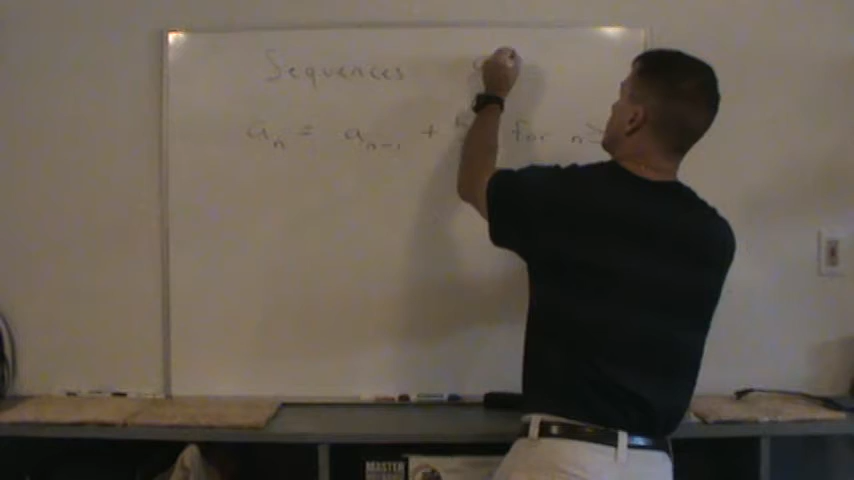 Sequences
aₙ = aₙ₋₁ + for n ≥
MASTER